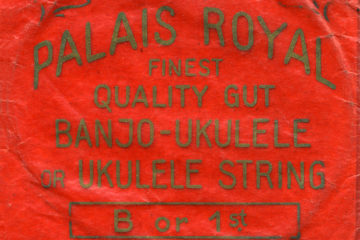 PALAIS ROYAL
FINEST
QUALITY GUT
BANJO-UKULELE
OR UKULELE STRING
B or 1st